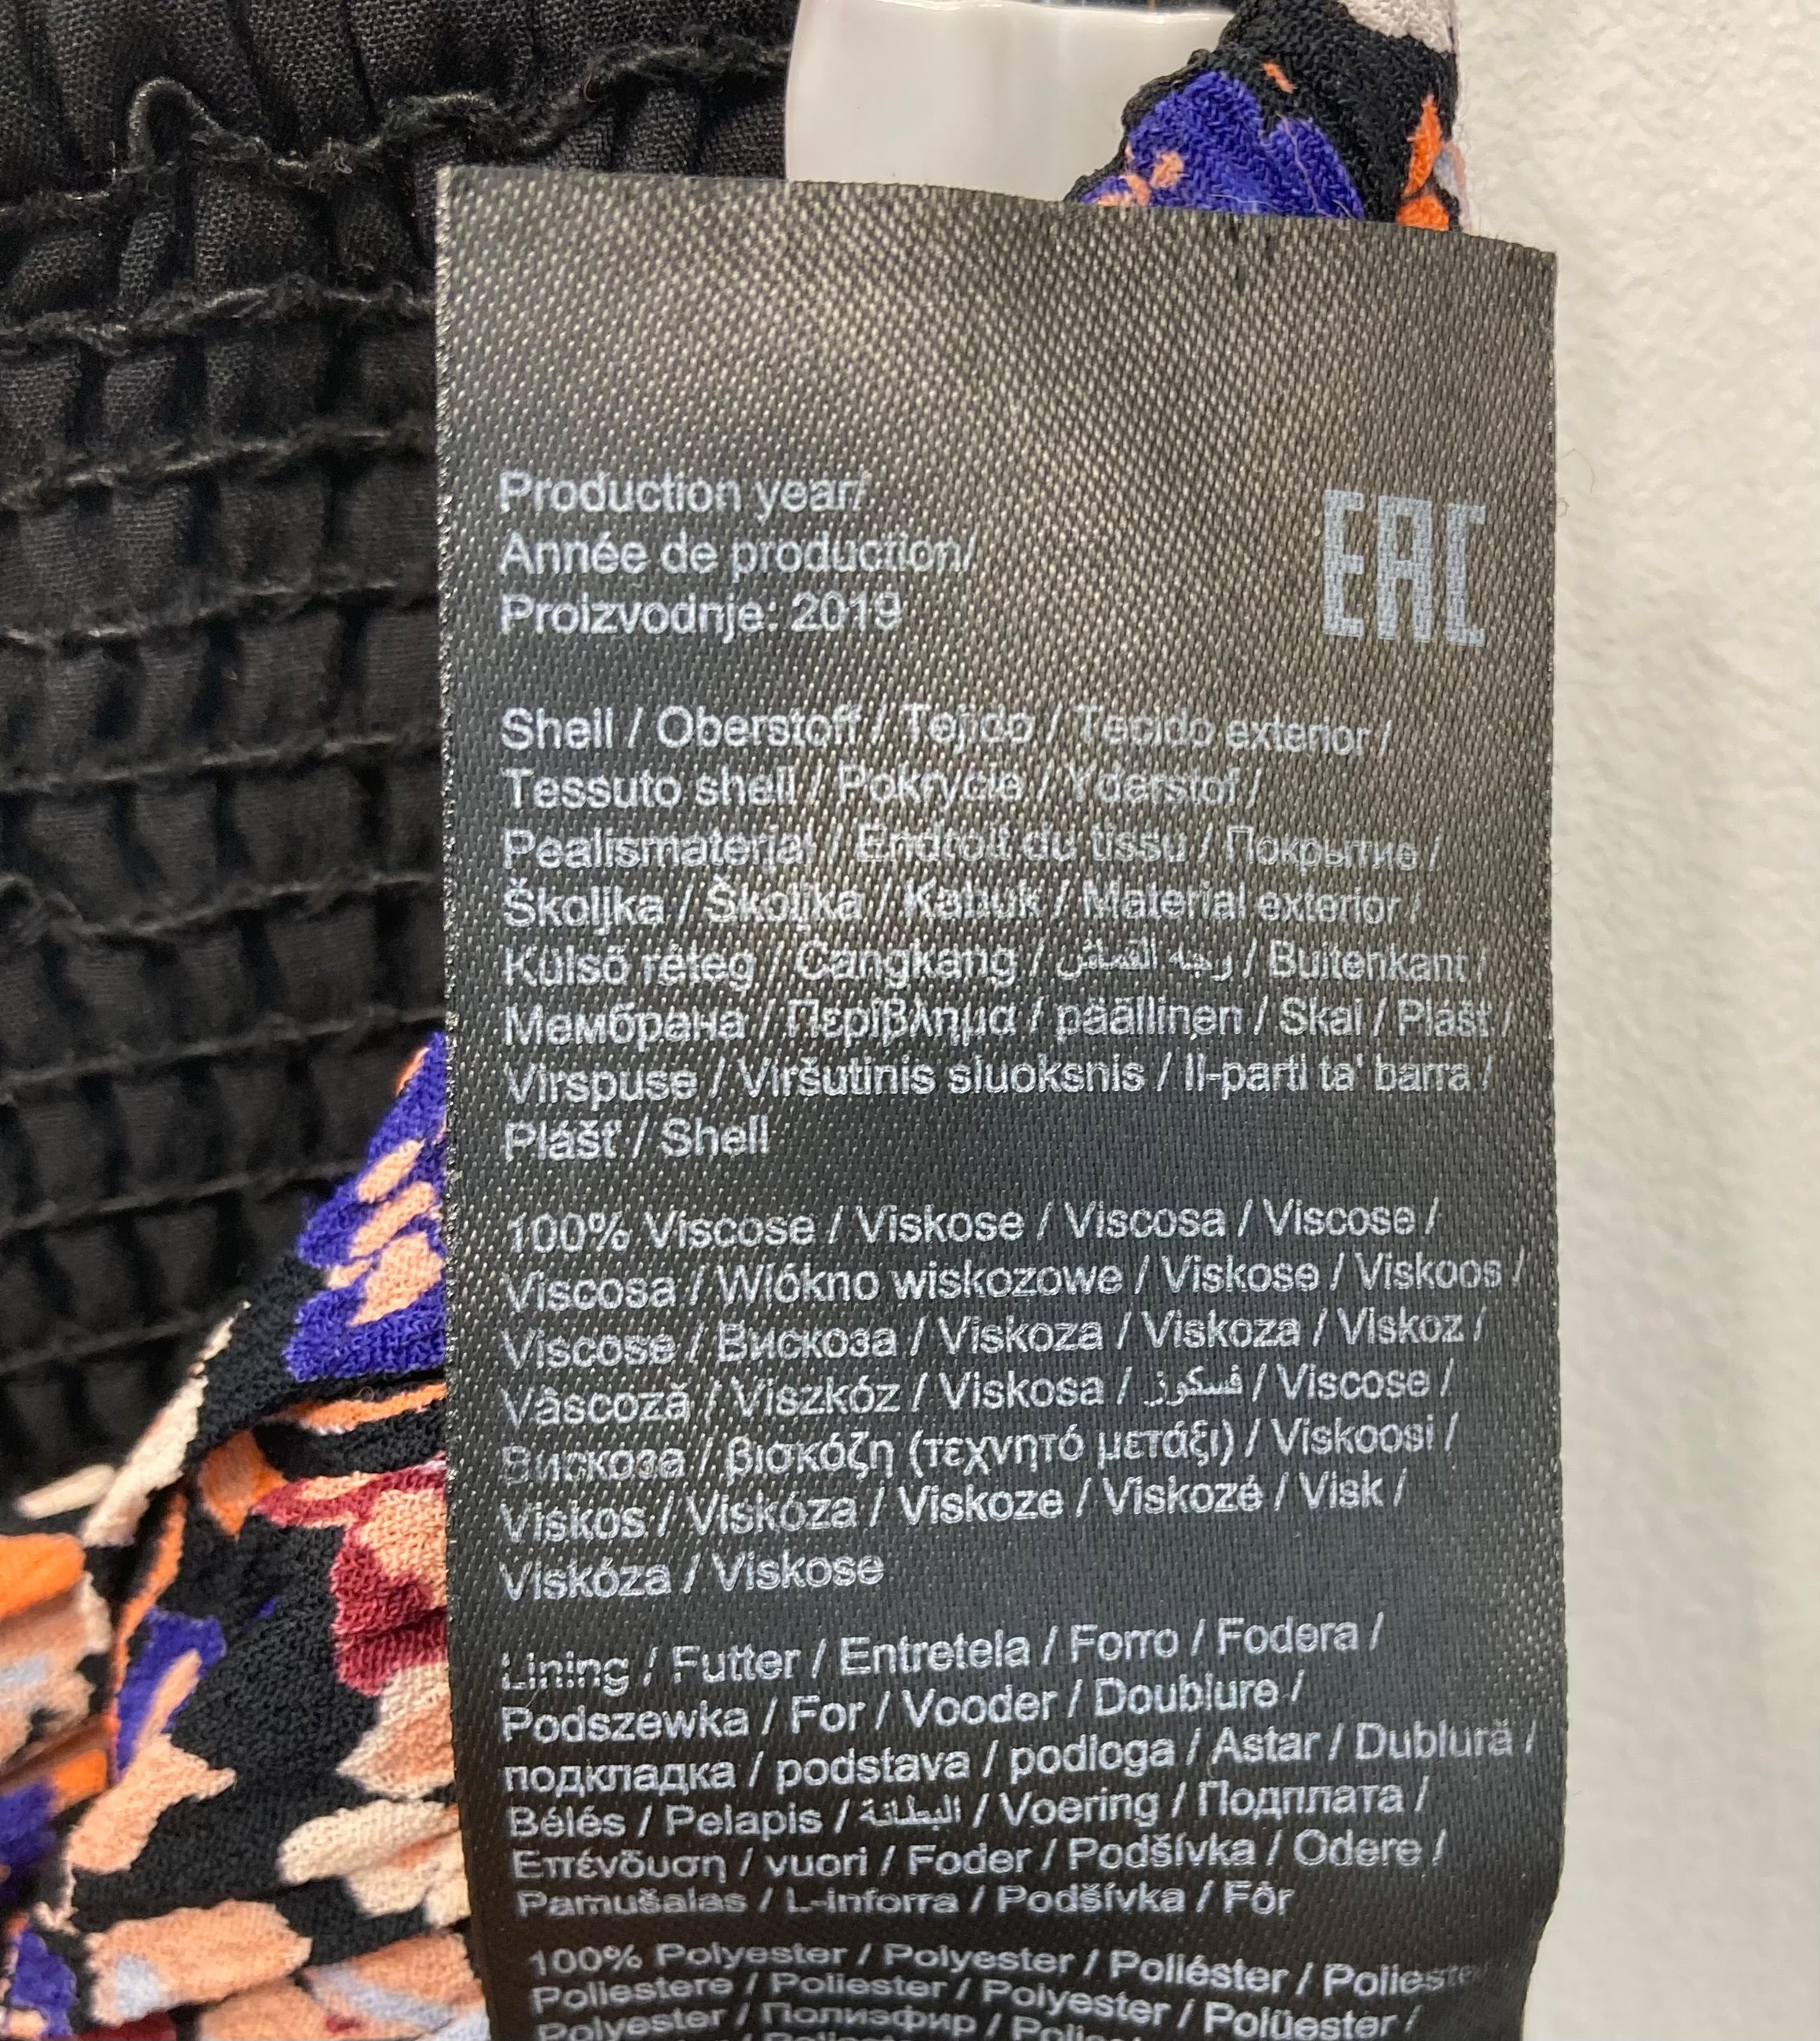 Production year/
Année de production/
Proizvodnje: 2019
EAC
Shell / Oberstoff / Tejido / Tecido exterior /
Tessuto shell / Pokrycie / Yderstof /
Pealismaterjal / Endroit du tissu / Покрытие /
Školjka / Školjka / Kabuk / Material exterior /
Külső réteg / Cangkang / وجه القماش / Buitenkant /
Мембрана / Περίβλημα / päällinen / Skal / Plášť /
Virspuse / Viršutinis sluoksnis / Il-parti ta' barra /
Plášť / Shell
100% Viscose / Viskose / Viscosa / Viscose /
Viscosa / Włókno wiskozowe / Viskose / Viskoos /
Viscose / Вискоза / Viskoza / Viskoza / Viskoz /
Vâscoză / Viszkóz / Viskosa / فسكوز / Viscose /
Вискоза / βισκόζη (τεχνητό μετάξι) / Viskoosi /
Viskos / Viskóza / Viskoze / Viskozė / Visk /
Viskóza / Viskose
Lining / Futter / Entretela / Forro / Fodera /
Podszewka / For / Vooder / Doublure /
подкладка / podstava / podloga / Astar / Dublură /
Bélés / Pelapis / البطانة / Voering / Подплата /
Επένδυση / vuori / Foder / Podšívka / Odere /
Pamušalas / L-inforra / Podšívka / Fôr
100% Polyester / Polyester / Poliéster / Poliester
Poliestere / Poliester / Polyester / Polüester /
Polyester / Полиэфир /